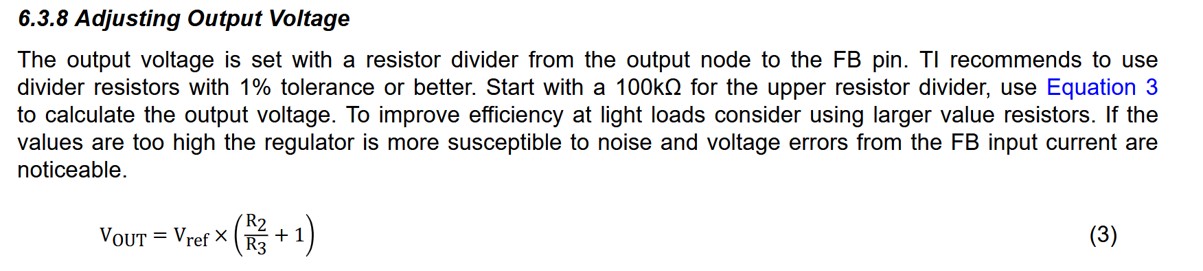 6.3.8 Adjusting Output Voltage
The output voltage is set with a resistor divider from the output node to the FB pin. TI recommends to use
divider resistors with 1% tolerance or better. Start with a 100kΩ for the upper resistor divider, use Equation 3
to calculate the output voltage. To improve efficiency at light loads consider using larger value resistors. If the
values are too high the regulator is more susceptible to noise and voltage errors from the FB input current are
noticeable.
V_OUT = V_ref × (R2/R3 + 1) (3)